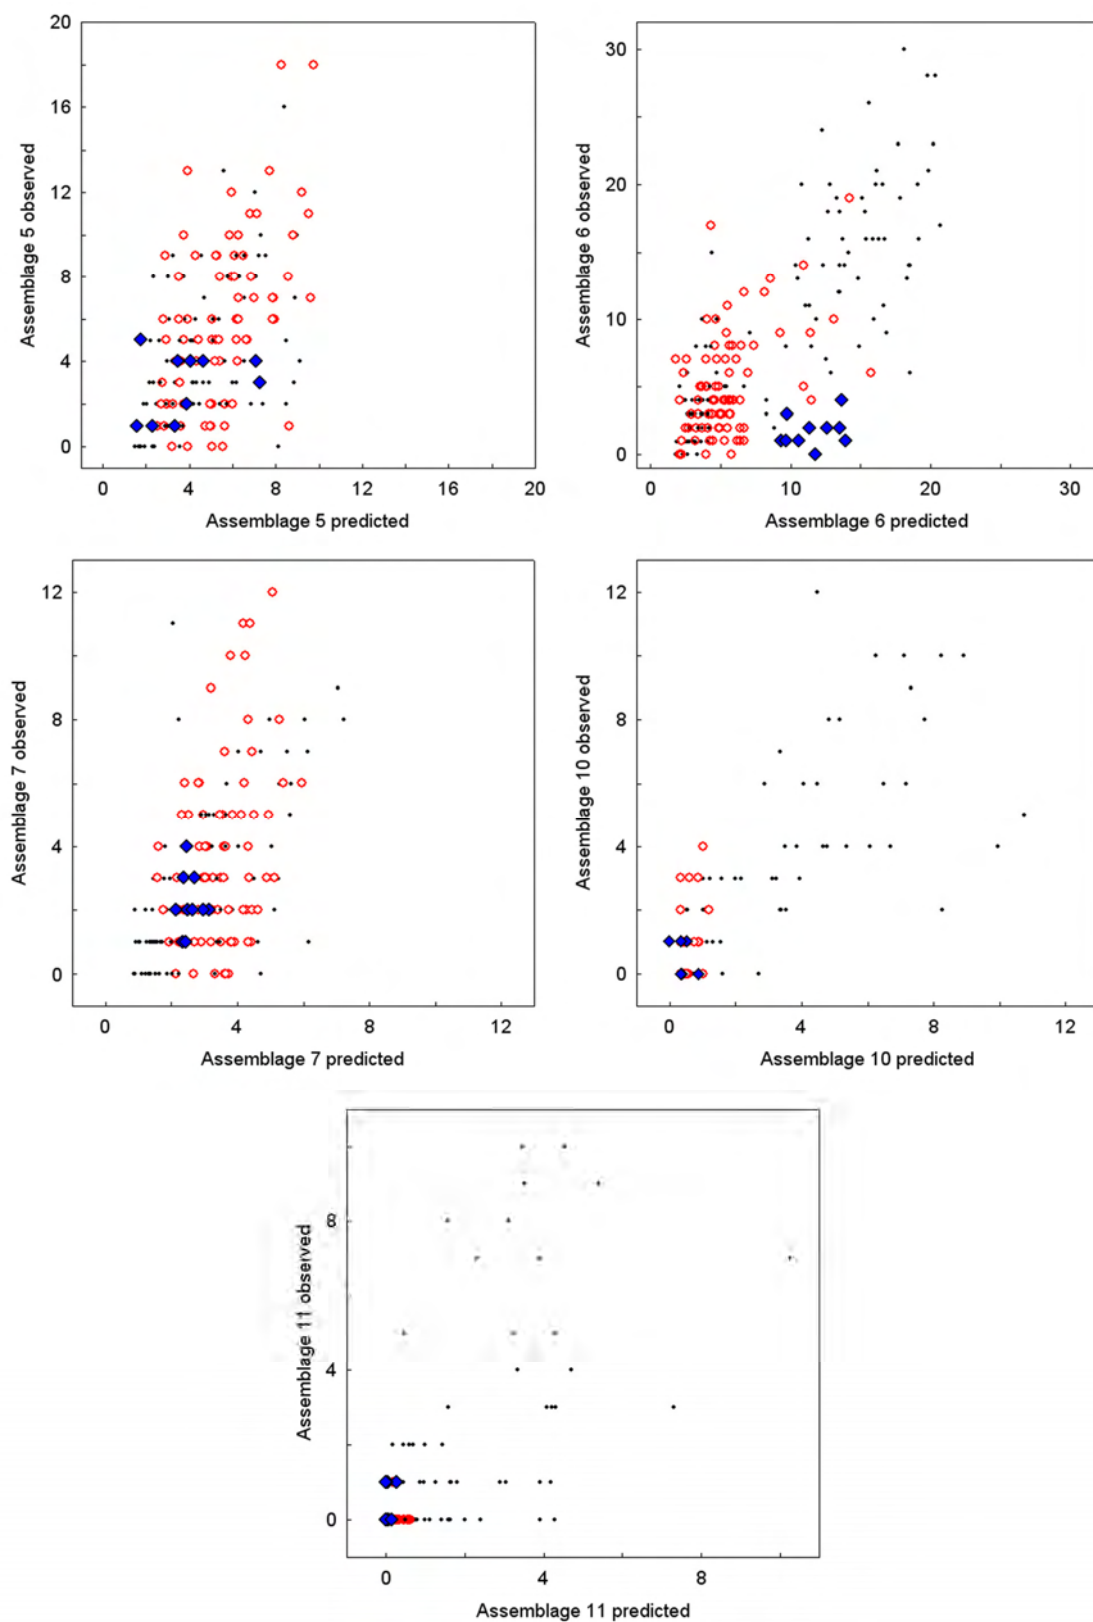 20
16
12
8
4
0
Assemblage 5 observed
0 4 8 12 16 20
Assemblage 5 predicted
30
20
10
0
Assemblage 6 observed
0 10 20 30
Assemblage 6 predicted
12
8
4
0
Assemblage 7 observed
0 4 8 12
Assemblage 7 predicted
12
8
4
0
Assemblage 10 observed
0 4 8 12
Assemblage 10 predicted
8
4
0
Assemblage 11 observed
0 4 8
Assemblage 11 predicted